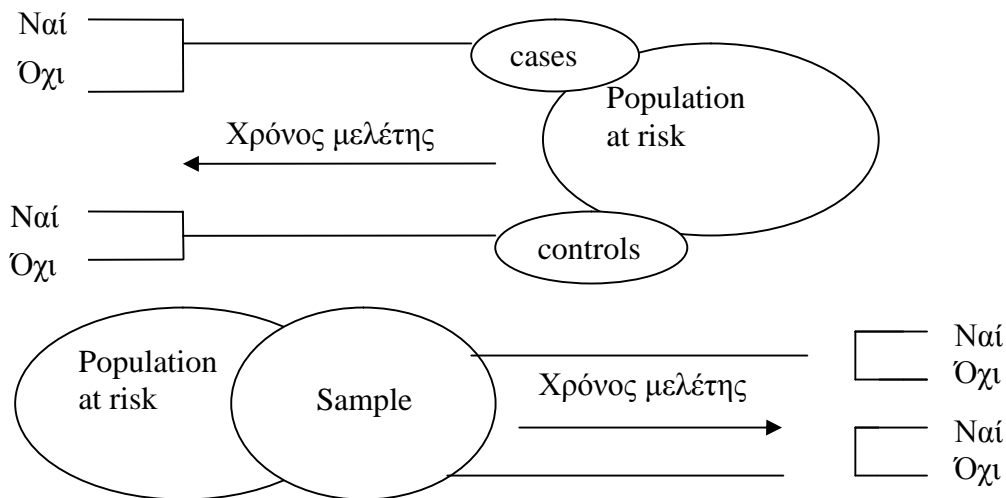 Ναί
Όχι
cases
Population
at risk
Χρόνος μελέτης
Ναί
Όχι
controls
Population
at risk
Sample
Χρόνος μελέτης
Ναί
Όχι
Ναί
Όχι